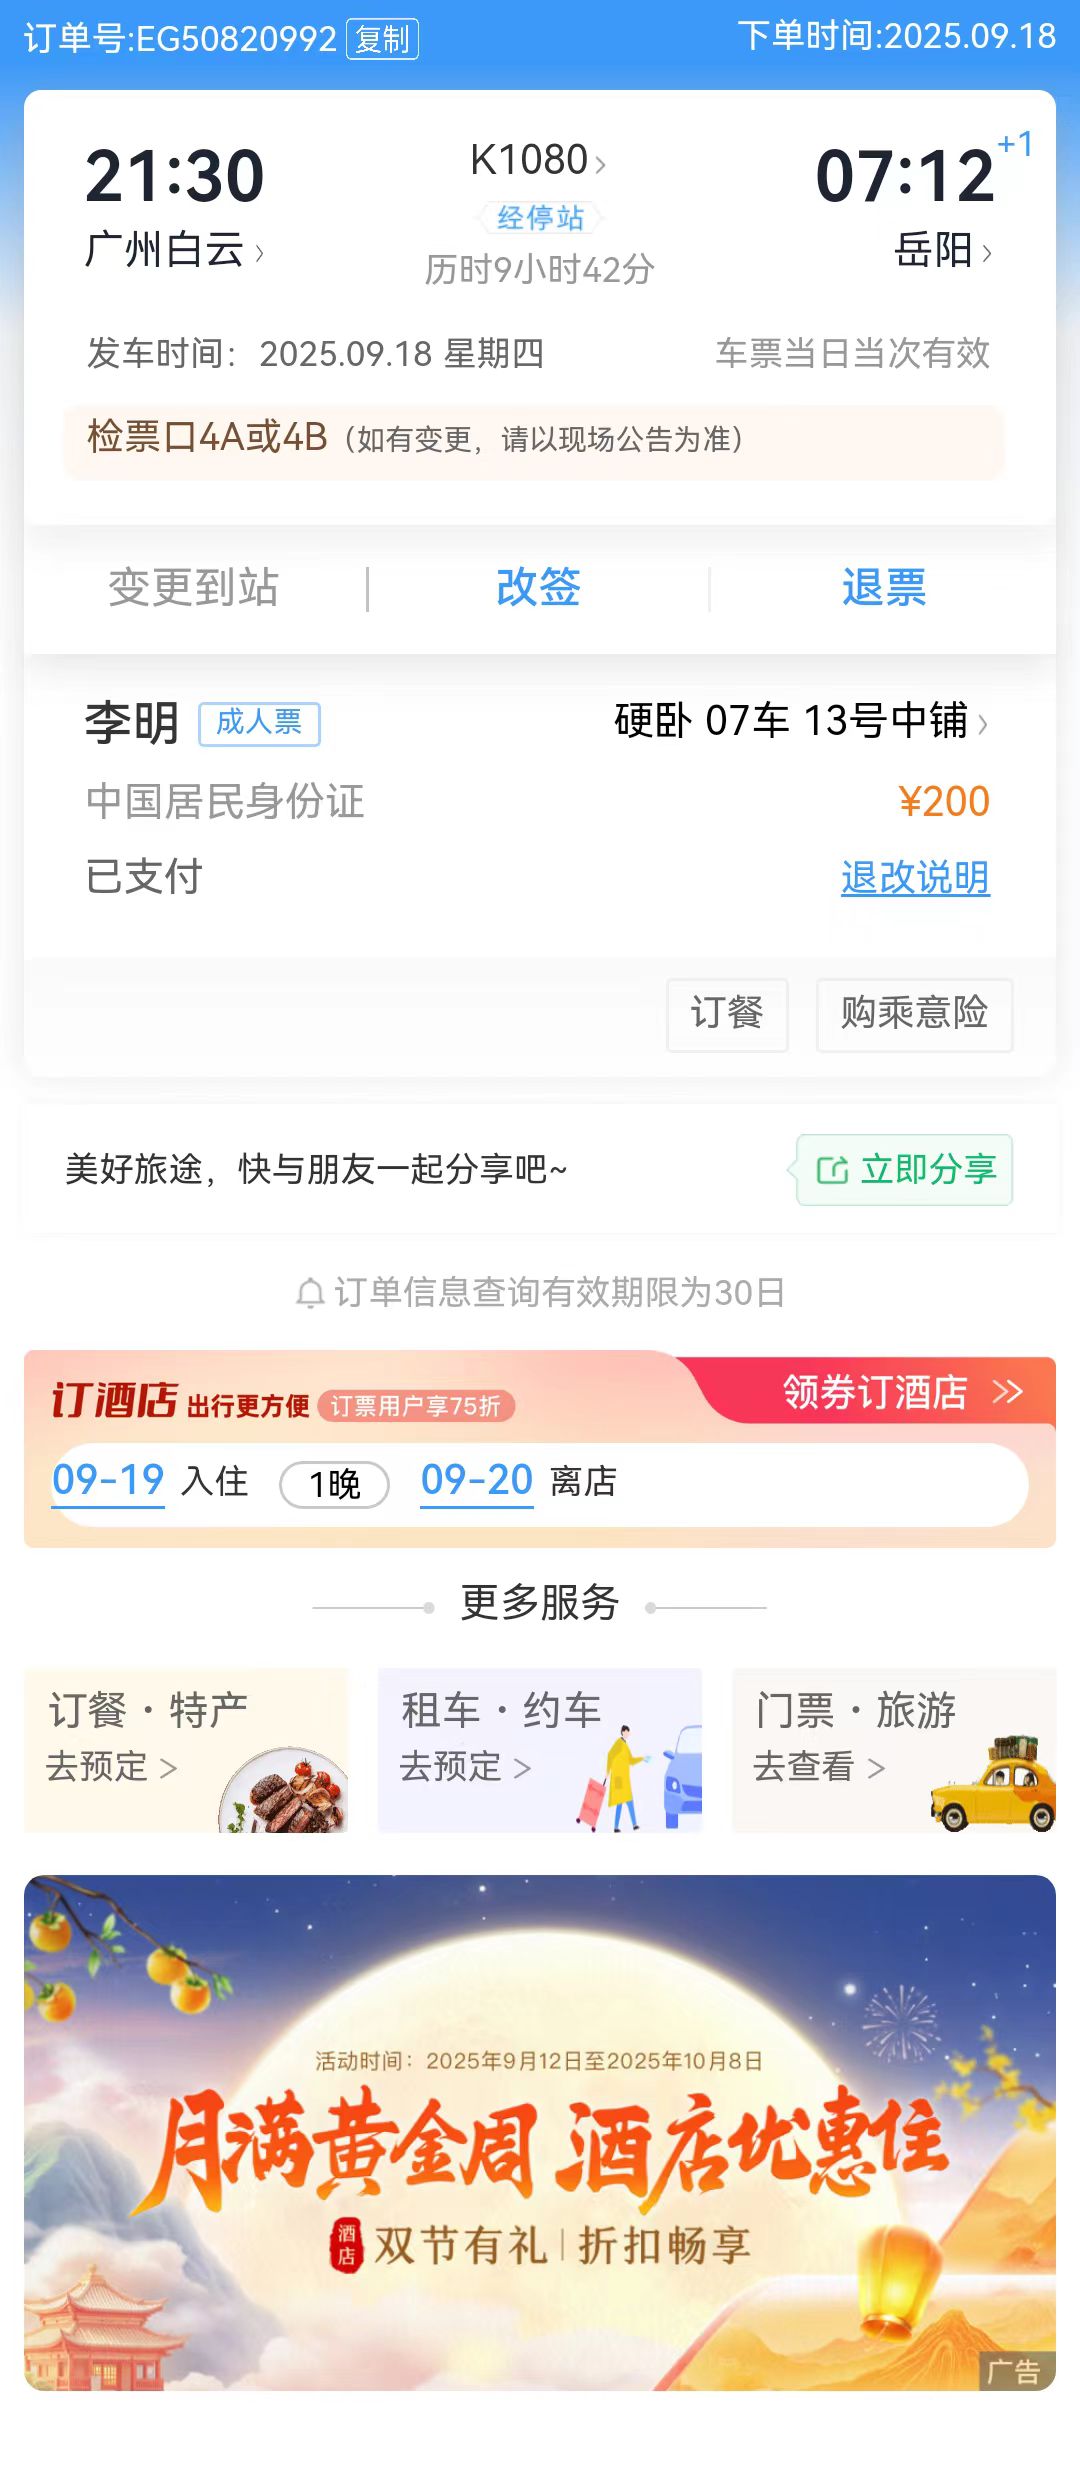 订单号:EG50820992 复制 下单时间:2025.09.18
21:30 K1080 07:12 +1
经停站
广州白云 岳阳
历时9小时42分
发车时间：2025.09.18 星期四 车票当日当次有效
检票口4A或4B（如有变更，请以现场公告为准）
变更到站 改签 退票
李明 成人票 硬卧 07车 13号中铺
中国居民身份证 ¥200
已支付 退改说明
订餐 购乘意险
美好旅途，快与朋友一起分享吧~ 立即分享
订单信息查询有效期限为30日
订酒店 出行更方便 订票用户享75折 领券订酒店
09-19 入住 1晚 09-20 离店
更多服务
订餐·特产 租车·约车 门票·旅游
去预定 > 去预定 > 去查看 >
活动时间：2025年9月12日至2025年10月8日
月满黄金周 酒店优惠住
酒店 双节有礼 | 折扣畅享
广告